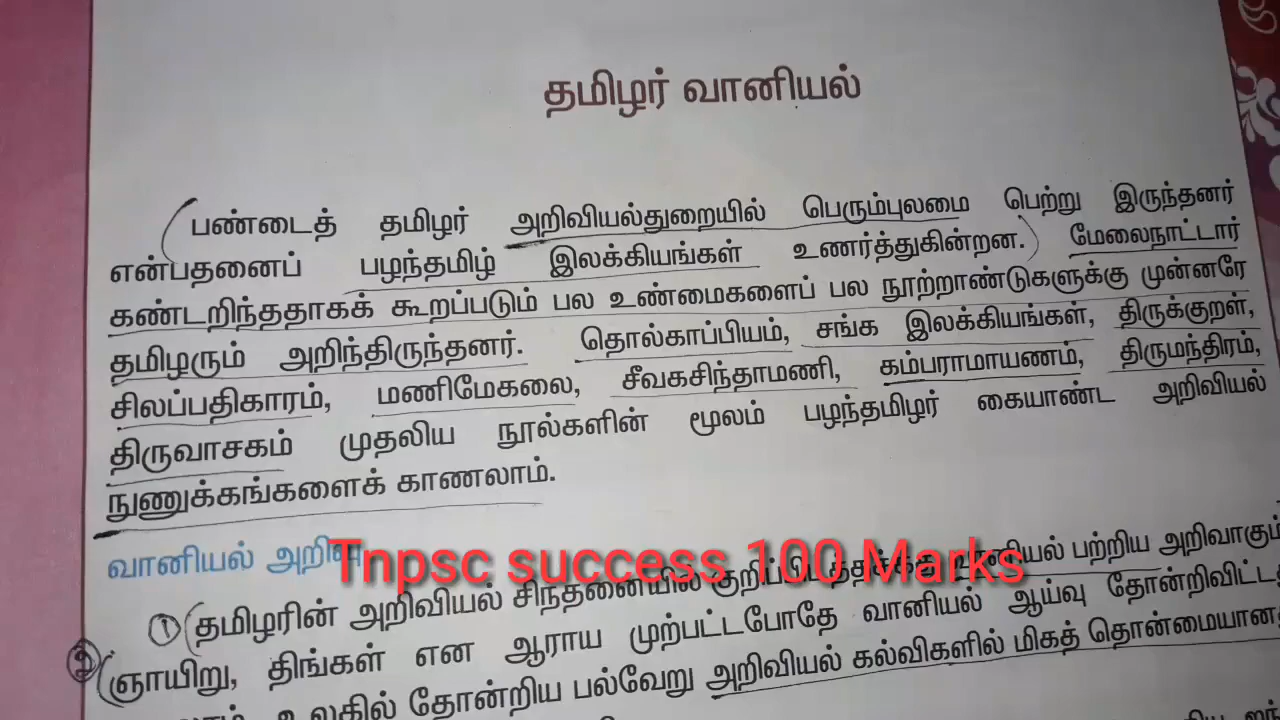 தமிழர் வானியல்
பண்டைத் தமிழர் அறிவியல்துறையில் பெரும்புலமை பெற்று இருந்தனர்
என்பதனைப் பழந்தமிழ் இலக்கியங்கள் உணர்த்துகின்றன. மேலைநாட்டார்
கண்டறிந்ததாகக் கூறப்படும் பல உண்மைகளைப் பல நூற்றாண்டுகளுக்கு முன்னரே
தமிழரும் அறிந்திருந்தனர். தொல்காப்பியம், சங்க இலக்கியங்கள், திருக்குறள்,
சிலப்பதிகாரம், மணிமேகலை, சீவகசிந்தாமணி, கம்பராமாயணம், திருமந்திரம்,
திருவாசகம் முதலிய நூல்களின் மூலம் பழந்தமிழர் கையாண்ட அறிவியல்
நுணுக்கங்களைக் காணலாம்.
வானியல் அறிவு
Tnpsc success 100 Marks
1 தமிழரின் அறிவியல் சிந்தனையில் வானியல் பற்றிய அறிவாகும்
ஞாயிறு, திங்கள் என ஆராய முற்பட்டபோதே வானியல் ஆய்வு தோன்றிவிட்ட
உலகில் தோன்றிய பல்வேறு அறிவியல் கல்விகளில் மிகத் தொன்மையான